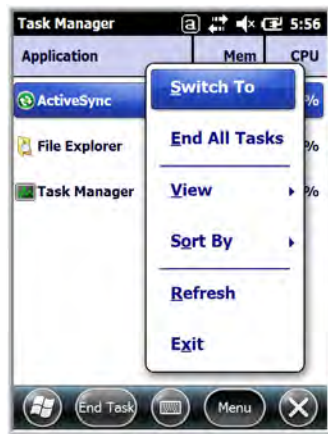 Task Manager a 5:56
Application Mem CPU
Switch To
ActiveSync %
End All Tasks
File Explorer %
Task Manager %
View
Sort By
Refresh
Exit
End Task Menu